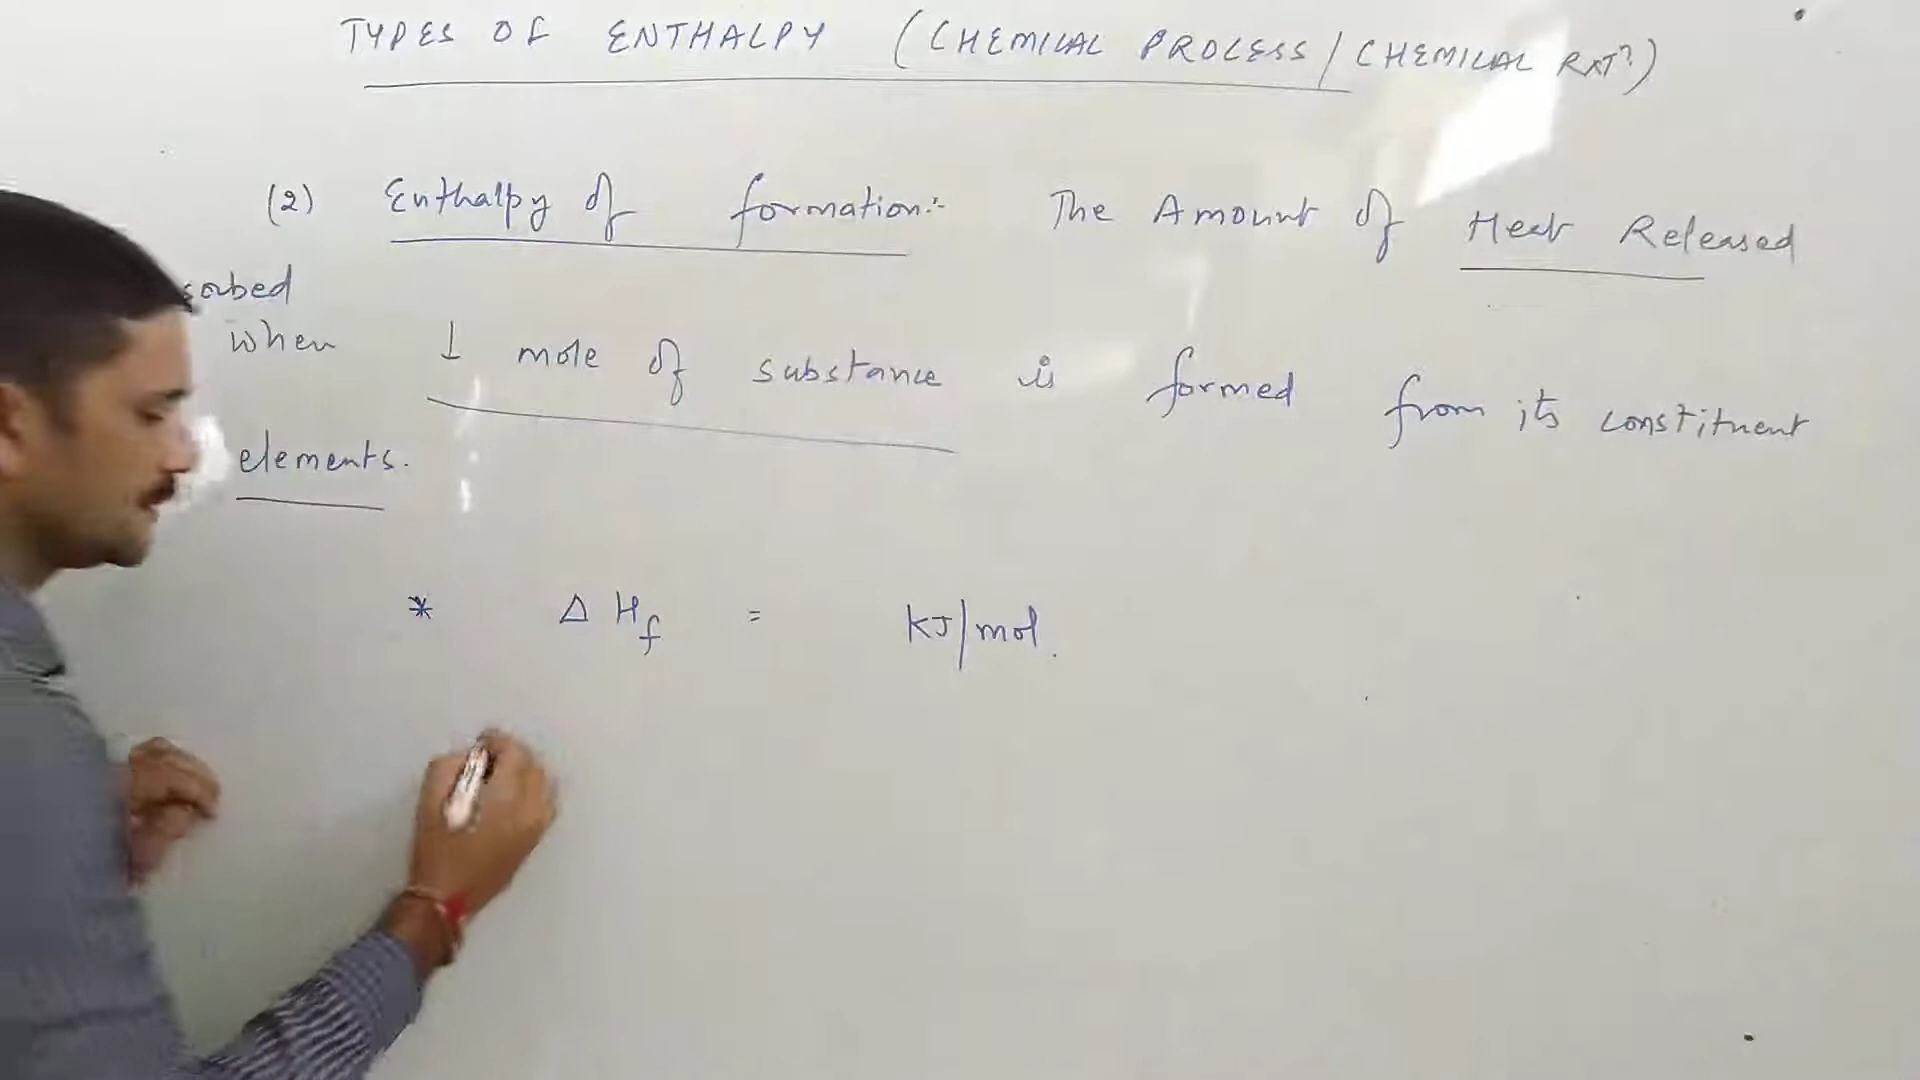 TYPES OF ENTHALPY (CHEMICAL PROCESS / CHEMICAL RXT?)
(2) Enthalpy of formation:- The Amount of Heat Released
sorbed
when 1 mole of substance is formed from its constituent
elements.
* Δ Hf = KJ/mol.